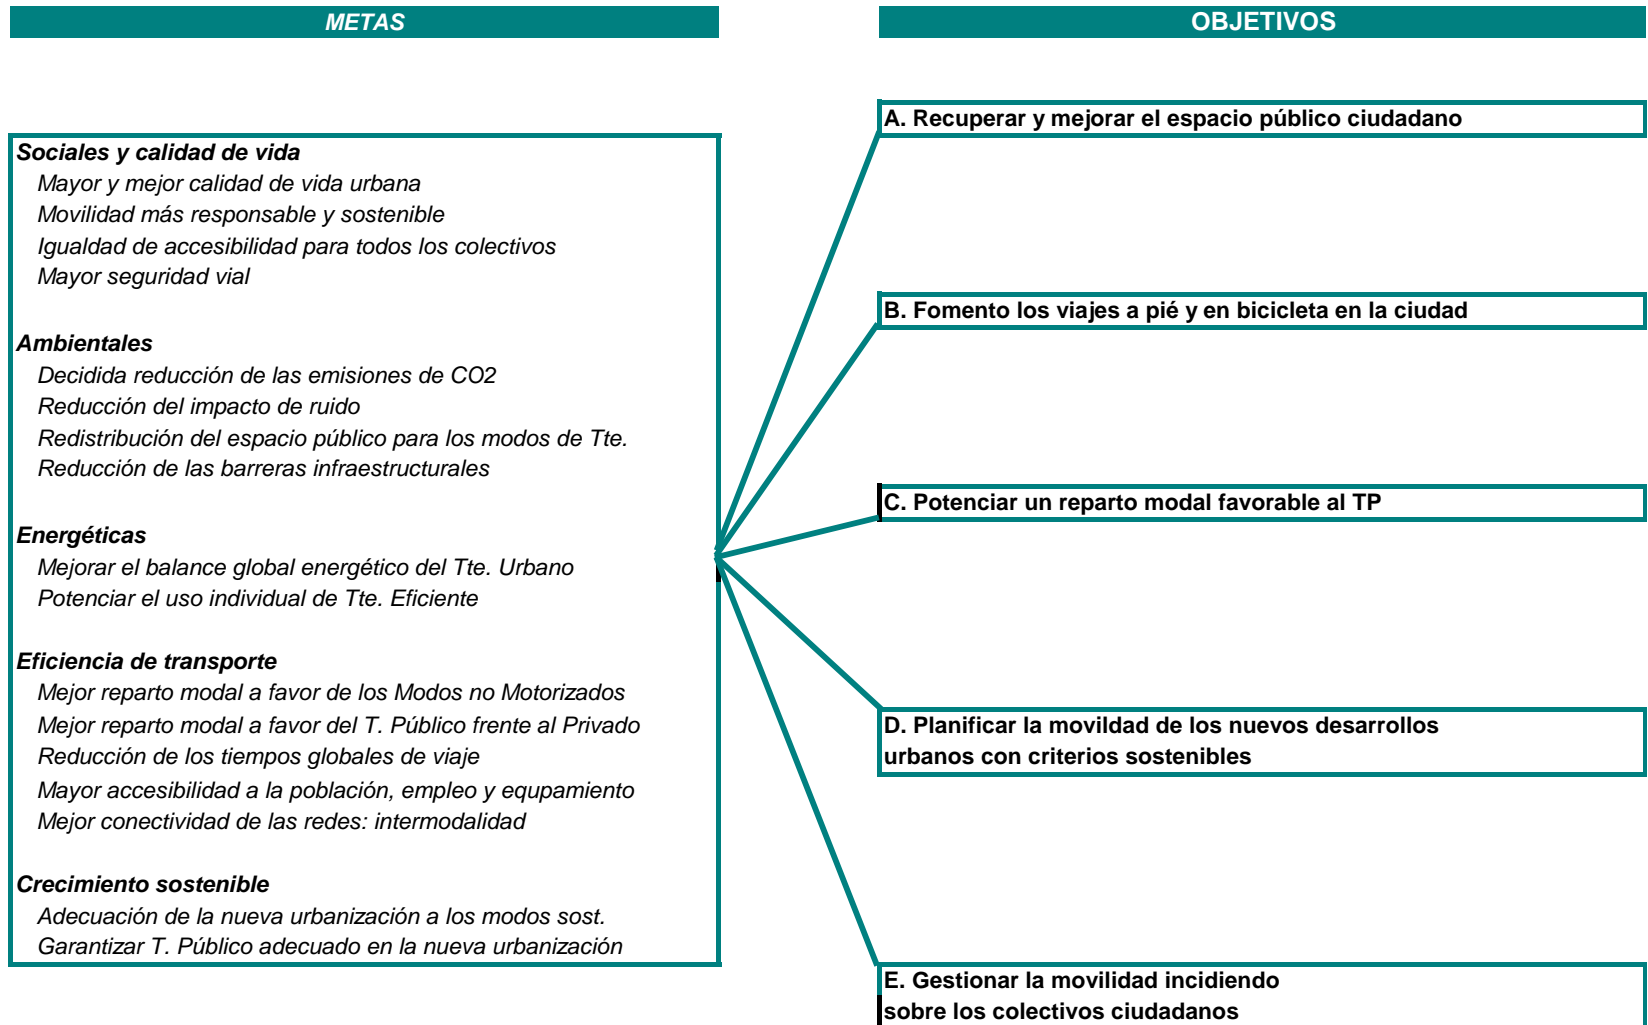 METAS
OBJETIVOS
Sociales y calidad de vida
Mayor y mejor calidad de vida urbana
Movilidad más responsable y sostenible
Igualdad de accesibilidad para todos los colectivos
Mayor seguridad vial
Ambientales
Decidida reducción de las emisiones de CO2
Reducción del impacto de ruido
Redistribución del espacio público para los modos de Tte.
Reducción de las barreras infraestructurales
Energéticas
Mejorar el balance global energético del Tte. Urbano
Potenciar el uso individual de Tte. Eficiente
Eficiencia de transporte
Mejor reparto modal a favor de los Modos no Motorizados
Mejor reparto modal a favor del T. Público frente al Privado
Reducción de los tiempos globales de viaje
Mayor accesibilidad a la población, empleo y equpamiento
Mejor conectividad de las redes: intermodalidad
Crecimiento sostenible
Adecuación de la nueva urbanización a los modos sost.
Garantizar T. Público adecuado en la nueva urbanización
A. Recuperar y mejorar el espacio público ciudadano
B. Fomento los viajes a pié y en bicicleta en la ciudad
C. Potenciar un reparto modal favorable al TP
D. Planificar la movildad de los nuevos desarrollos
urbanos con criterios sostenibles
E. Gestionar la movilidad incidiendo
sobre los colectivos ciudadanos